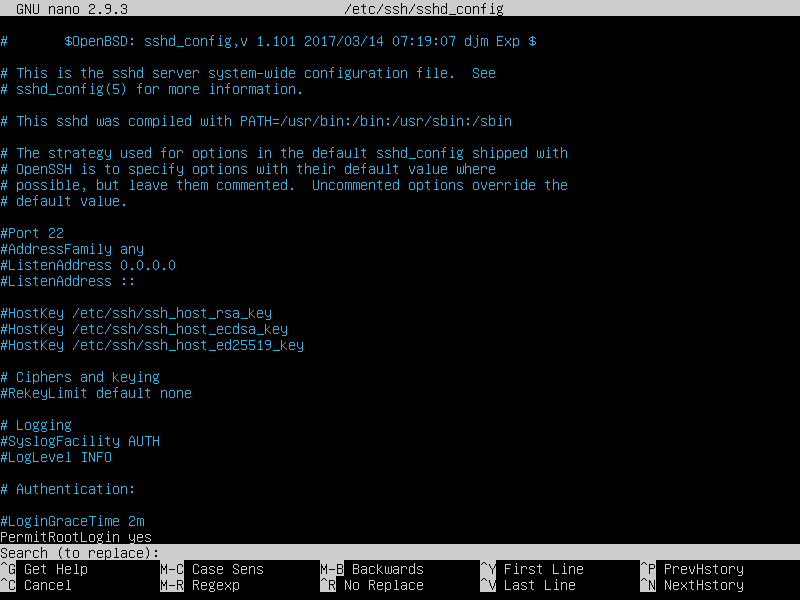 GNU nano 2.9.3 /etc/ssh/sshd_config
# $OpenBSD: sshd_config,v 1.101 2017/03/14 07:19:07 djm Exp $
# This is the sshd server system-wide configuration file. See
# sshd_config(5) for more information.
# This sshd was compiled with PATH=/usr/bin:/bin:/usr/sbin:/sbin
# The strategy used for options in the default sshd_config shipped with
# OpenSSH is to specify options with their default value where
# possible, but leave them commented. Uncommented options override the
# default value.
#Port 22
#AddressFamily any
#ListenAddress 0.0.0.0
#ListenAddress ::
#HostKey /etc/ssh/ssh_host_rsa_key
#HostKey /etc/ssh/ssh_host_ecdsa_key
#HostKey /etc/ssh/ssh_host_ed25519_key
# Ciphers and keying
#RekeyLimit default none
# Logging
#SyslogFacility AUTH
#LogLevel INFO
# Authentication:
#LoginGraceTime 2m
PermitRootLogin yes
Search (to replace):
^G Get Help M-C Case Sens M-B Backwards ^Y First Line ^P PrevHstory
^C Cancel M-R Regexp ^R No Replace ^V Last Line ^N NextHstory